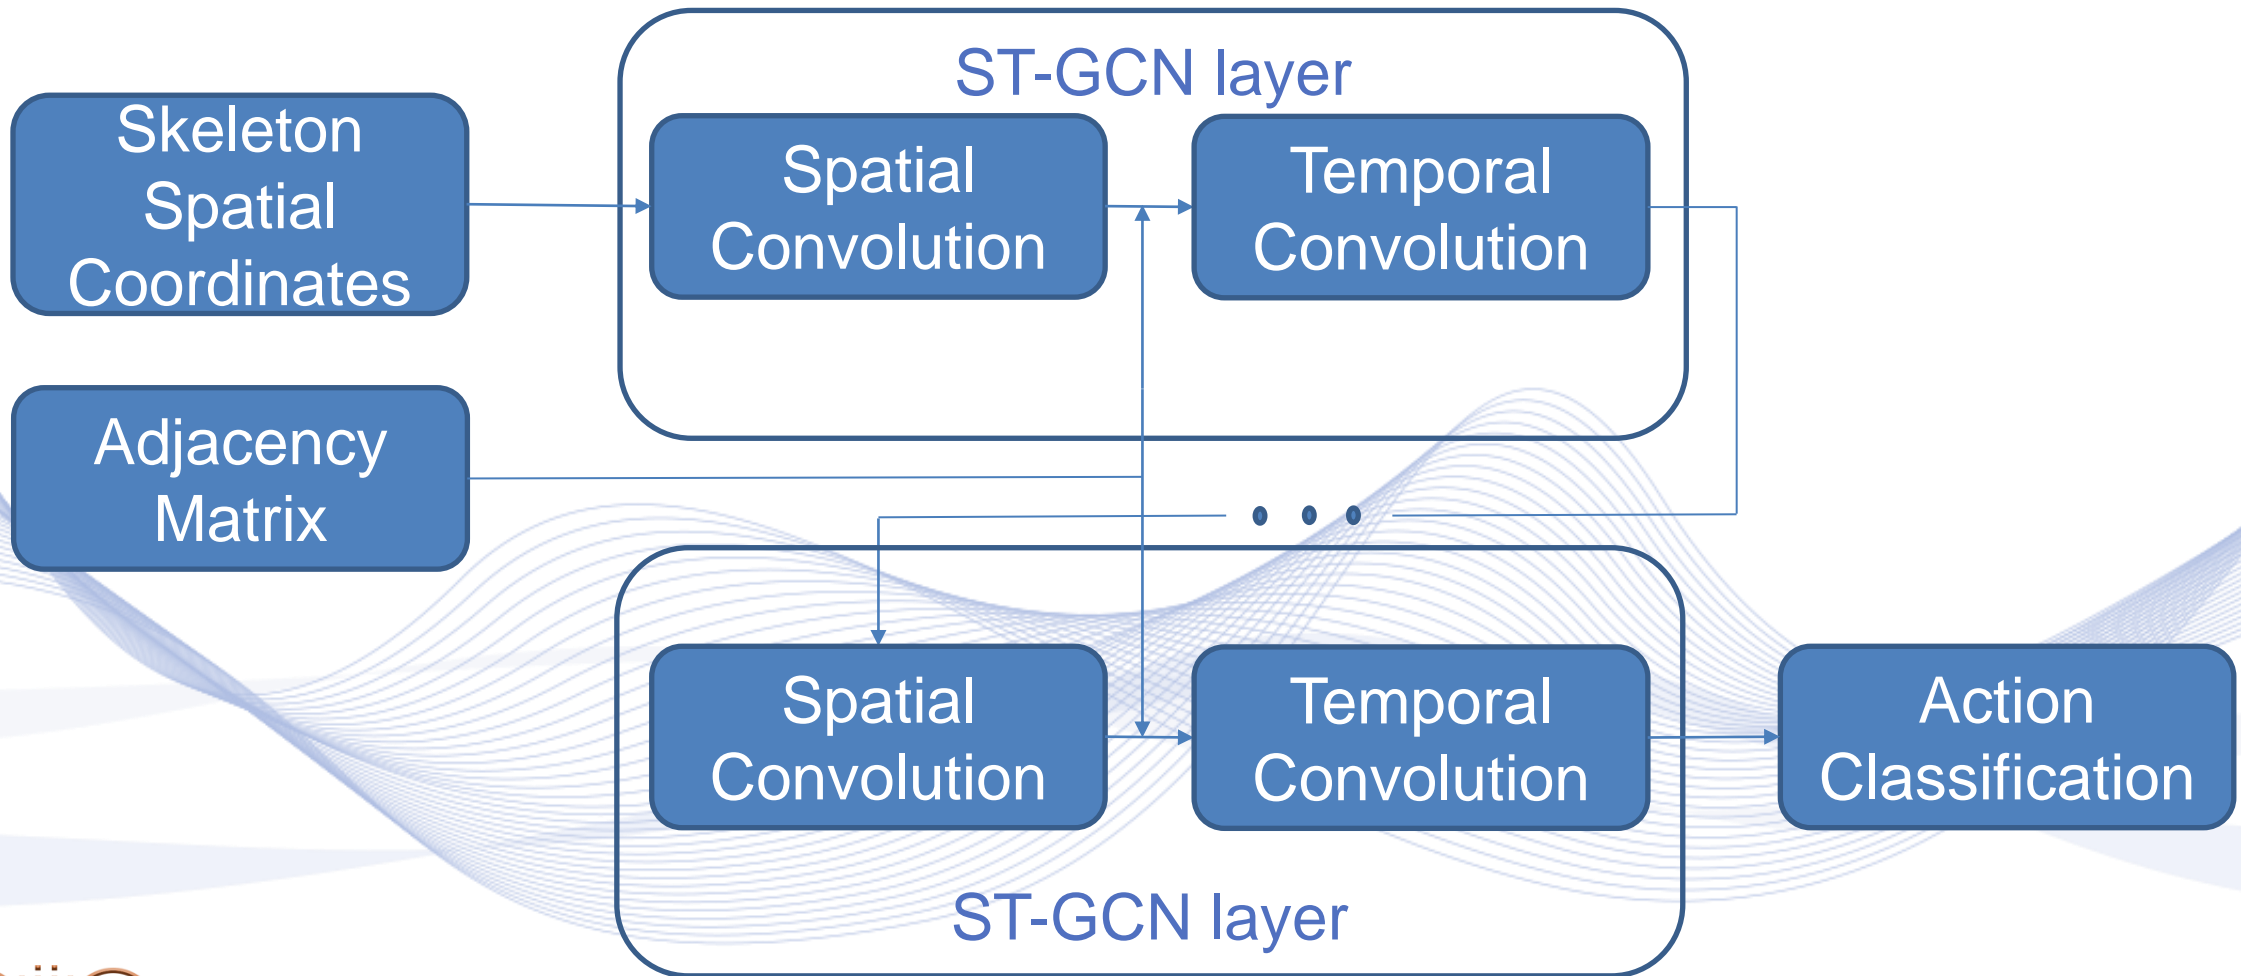 ST-GCN layer
Skeleton
Spatial
Coordinates
Spatial
Convolution
Temporal
Convolution
Adjacency
Matrix
Spatial
Convolution
Temporal
Convolution
Action
Classification
ST-GCN layer